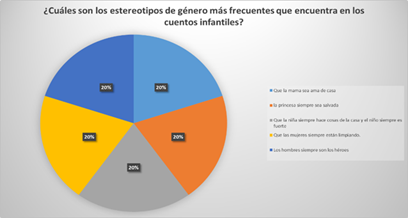 ¿Cuáles son los estereotipos de género más frecuentes que encuentra en los
cuentos infantiles?
20%
20%
20%
20%
20%
Que la mama sea ama de casa
la princesa siempre sea salvada
Que la niña siempre hace cosas de la casa y el niño siempre es
fuerte
Que las mujeres siempre están limpiando
Los hombres siempre son los héroes